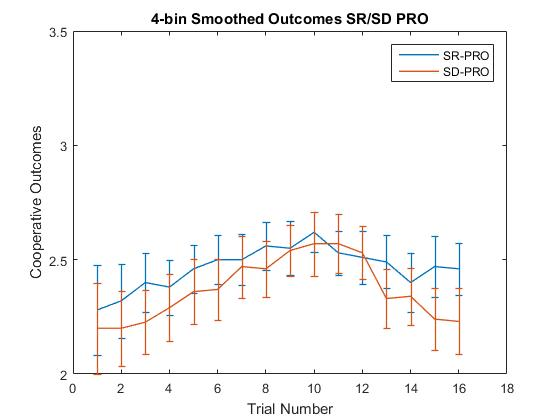 4-bin Smoothed Outcomes SR/SD PRO
3.5
3
2.5
2
Cooperative Outcomes
SR-PRO
SD-PRO
0 2 4 6 8 10 12 14 16 18
Trial Number